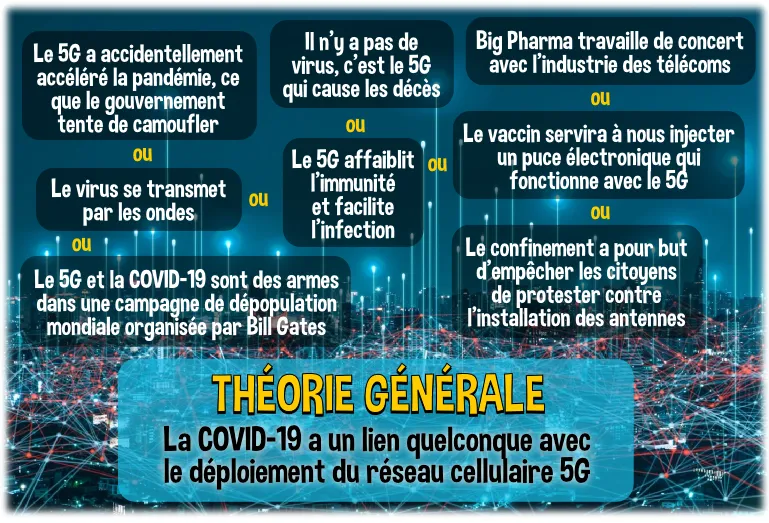 Le 5G a accidentellement
accéléré la pandémie, ce
que le gouvernement
tente de camoufler
ou
Le virus se transmet
par les ondes
ou
Le 5G et la COVID-19 sont des armes
dans une campagne de dépopulation
mondiale organisée par Bill Gates
ou
Il n'y a pas de
virus, c'est le 5G
qui cause les décès
ou
Le 5G affaiblit
l'immunité
et facilite
l'infection
ou
Big Pharma travaille de concert
avec l'industrie des télécoms
ou
Le vaccin servira à nous injecter
un puce électronique qui
fonctionne avec le 5G
ou
Le confinement a pour but
d'empêcher les citoyens
de protester contre
l'installation des antennes
THÉORIE GÉNÉRALE
La COVID-19 a un lien quelconque avec
le déploiement du réseau cellulaire 5G